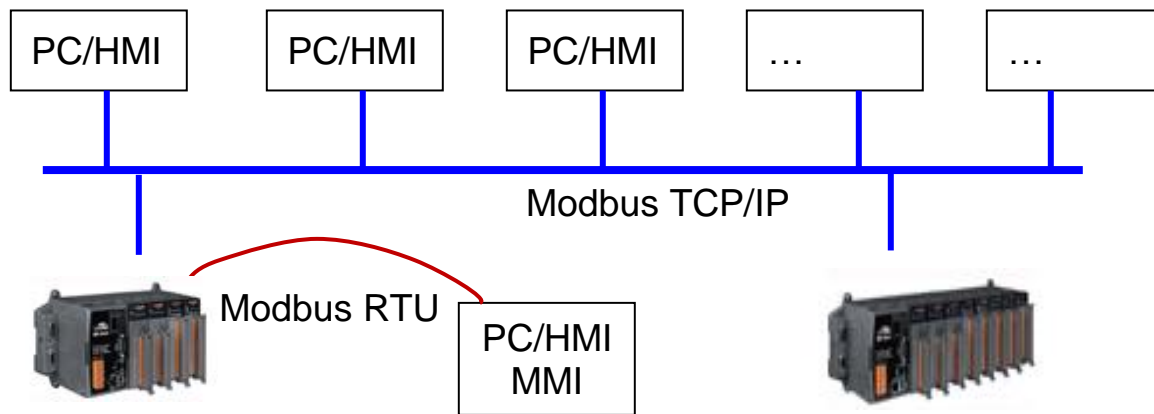 PC/HMI
PC/HMI
PC/HMI
...
...
Modbus TCP/IP
Modbus RTU
PC/HMI
MMI